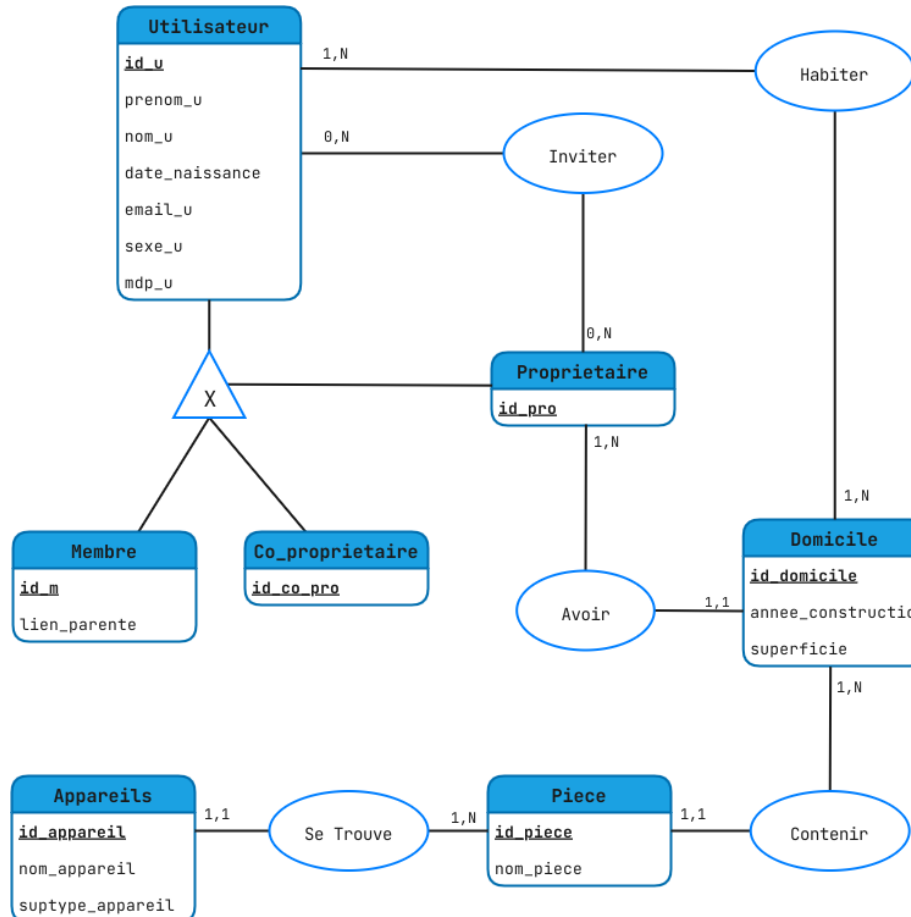 Utilisateur
id_u
prenom_u
nom_u
date_naissance
email_u
sexe_u
mdp_u
1,N
Habiter
0,N
Inviter
0,N
X
Proprietaire
id_pro
1,N
1,N
Membre
id_m
lien_parente
Co_proprietaire
id_co_pro
Avoir
1,1
Domicile
id_domicile
annee_constructio
superficie
1,N
Appareils
id_appareil
nom_appareil
suptype_appareil
1,1
Se Trouve
1,N
Piece
id_piece
nom_piece
1,1
Contenir